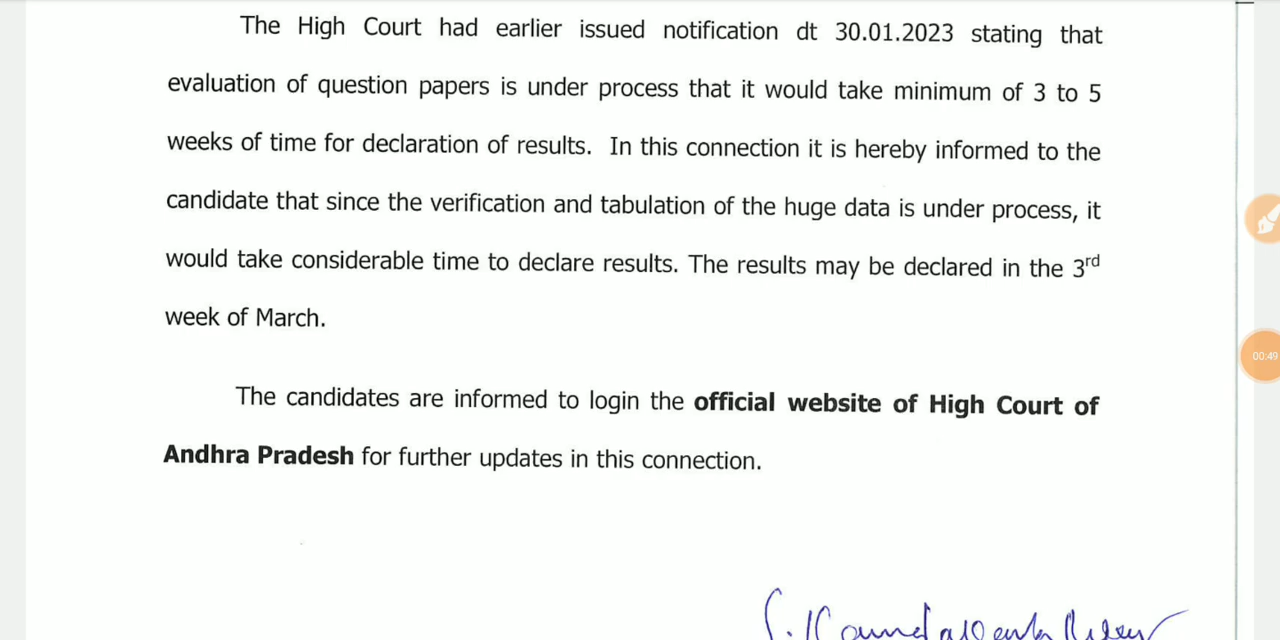 The High Court had earlier issued notification dt 30.01.2023 stating that
evaluation of question papers is under process that it would take minimum of 3 to 5
weeks of time for declaration of results. In this connection it is hereby informed to the
candidate that since the verification and tabulation of the huge data is under process, it
would take considerable time to declare results. The results may be declared in the 3rd
week of March.
The candidates are informed to login the official website of High Court of
Andhra Pradesh for further updates in this connection.
00:49